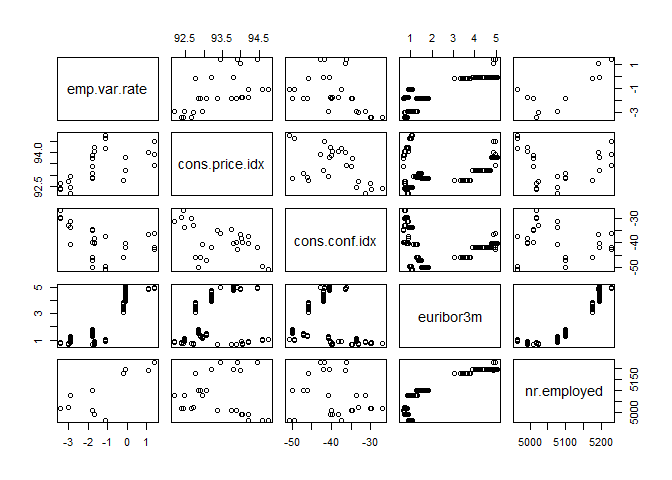 92.5 93.5 94.5
1 2 3 4 5
emp.var.rate
-3 -1 1
92.5 94.0
cons.price.idx
cons.conf.idx
-50 -40 -30
1 3 5
euribor3m
nr.employed
5000 5150
-3 -2 -1 0 1
-50 -40 -30
5000 5100 5200